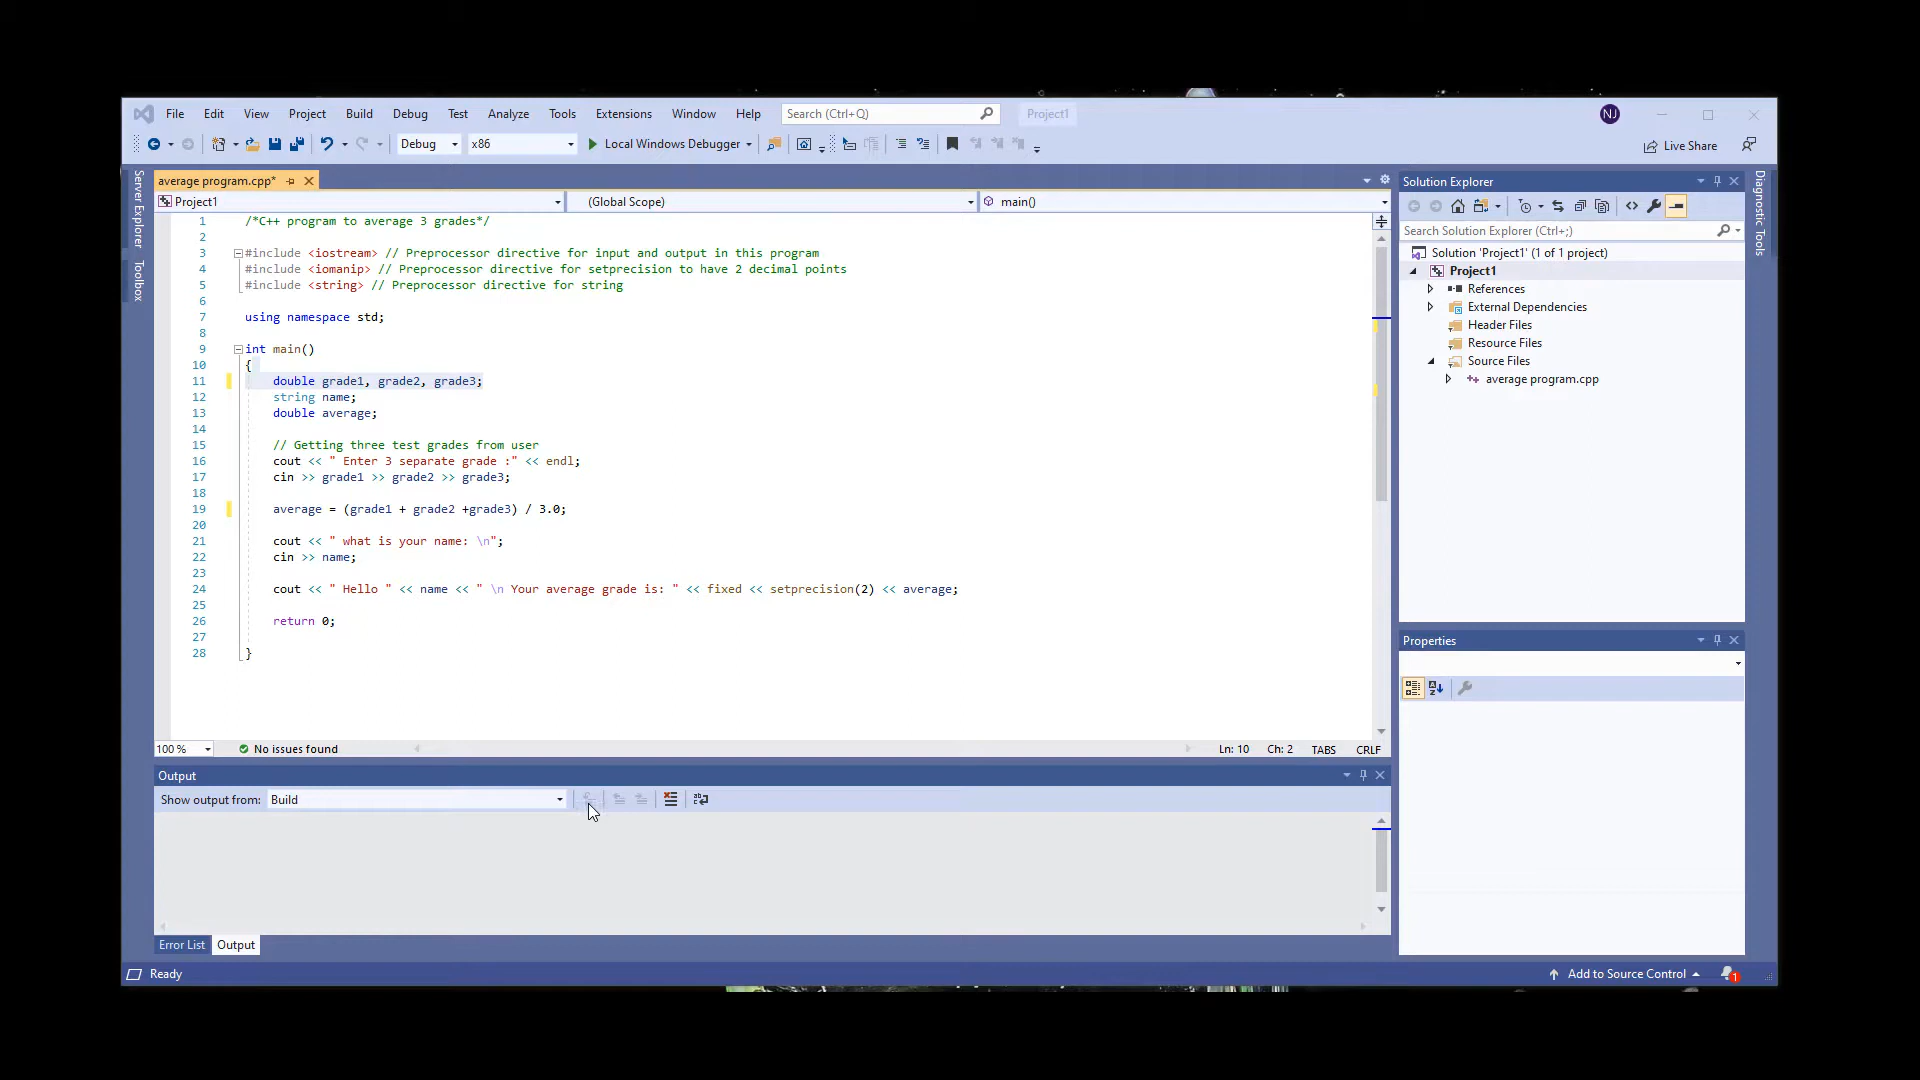 File Edit View Project Build Debug Test Analyze Tools Extensions Window Help Search (Ctrl+Q) Project1 NJ
Debug x86 Local Windows Debugger Live Share
Server Explorer
Toolbox
average program.cpp*
Project1 (Global Scope) main()
1 /*C++ program to average 3 grades*/
2
3 #include <iostream> // Preprocessor directive for input and output in this program
4 #include <iomanip> // Preprocessor directive for setprecision to have 2 decimal points
5 #include <string> // Preprocessor directive for string
6
7 using namespace std;
8
9 int main()
10 {
11 double grade1, grade2, grade3;
12 string name;
13 double average;
14
15 // Getting three test grades from user
16 cout << " Enter 3 separate grade :" << endl;
17 cin >> grade1 >> grade2 >> grade3;
18
19 average = (grade1 + grade2 +grade3) / 3.0;
20
21 cout << " what is your name: \n";
22 cin >> name;
23
24 cout << " Hello " << name << " \n Your average grade is: " << fixed << setprecision(2) << average;
25
26 return 0;
27
28 }
100 % No issues found Ln: 10 Ch: 2 TABS CRLF
Output
Show output from: Build
Error List Output
Solution Explorer
Search Solution Explorer (Ctrl+;)
Solution 'Project1' (1 of 1 project)
Project1
References
External Dependencies
Header Files
Resource Files
Source Files
average program.cpp
Properties
Diagnostic Tools
Ready Add to Source Control 1